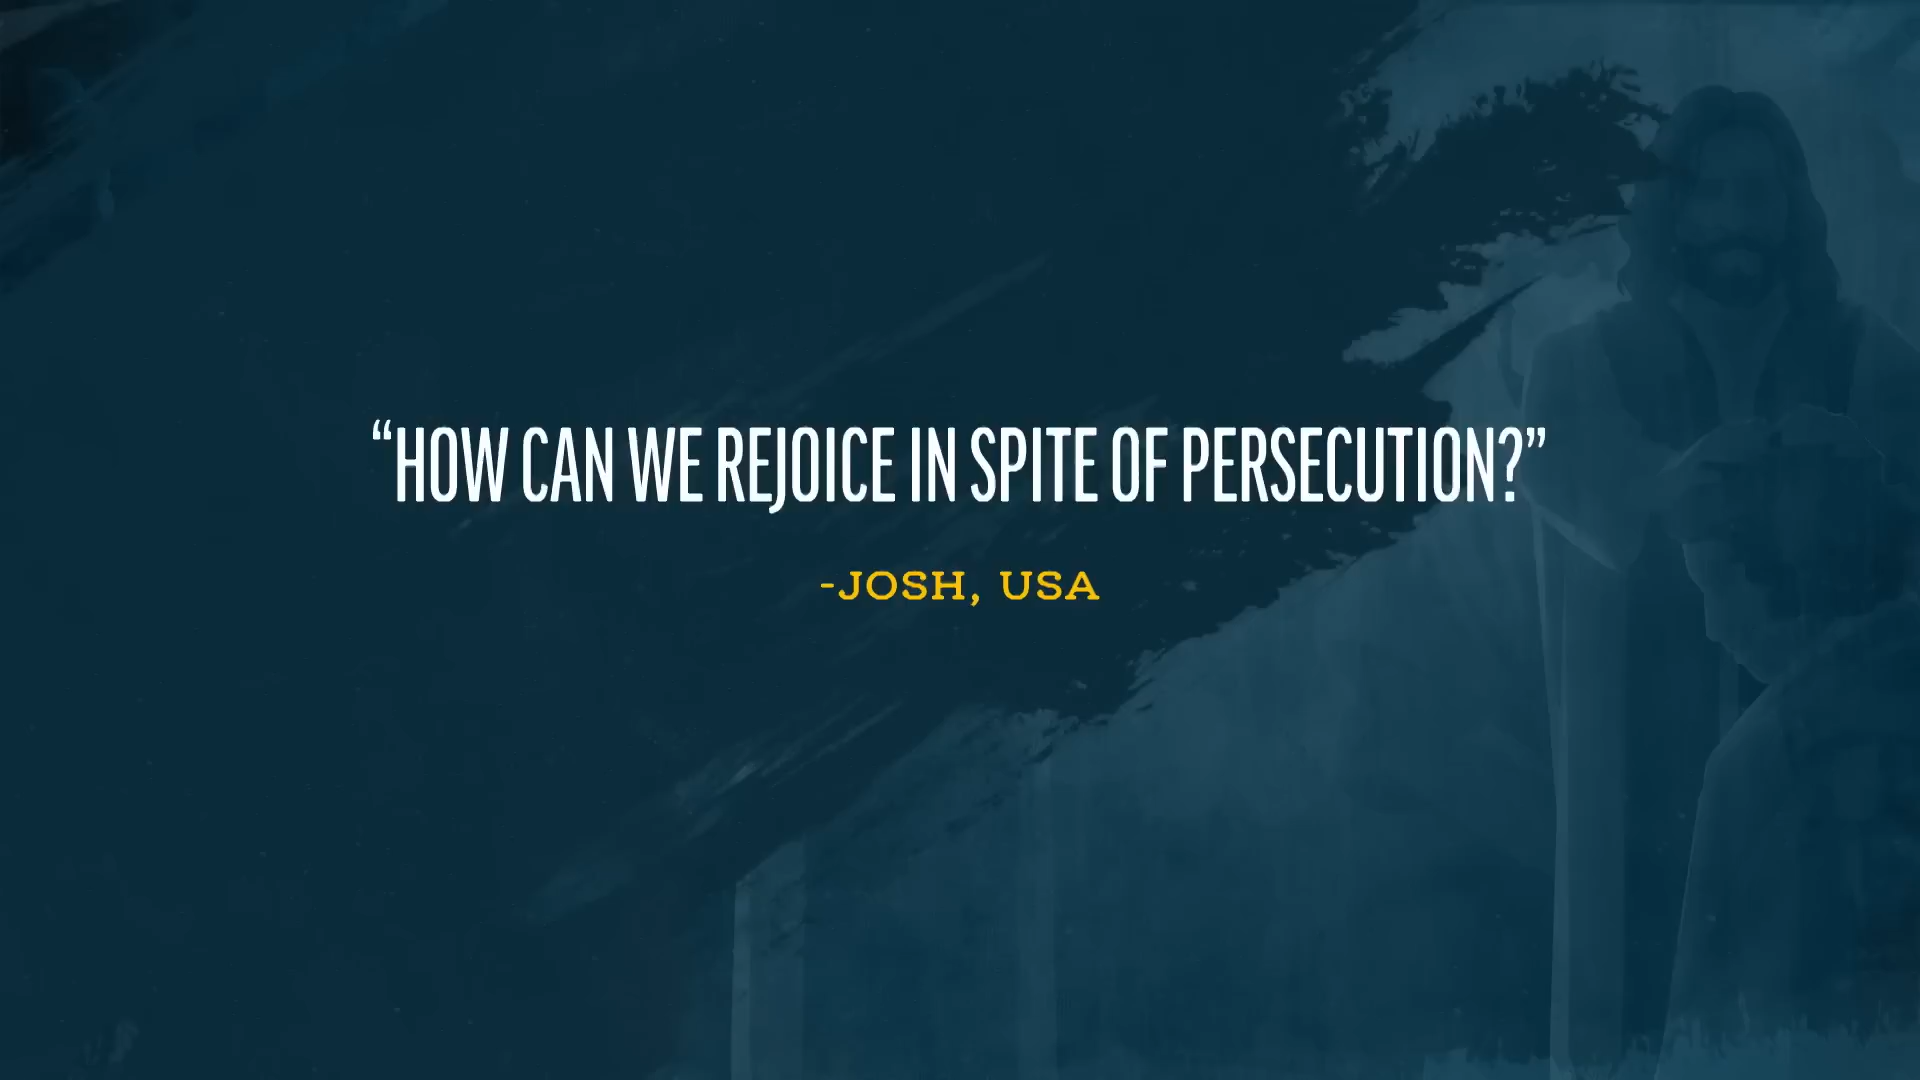 “HOW CAN WE REJOICE IN SPITE OF PERSECUTION?”
-JOSH, USA